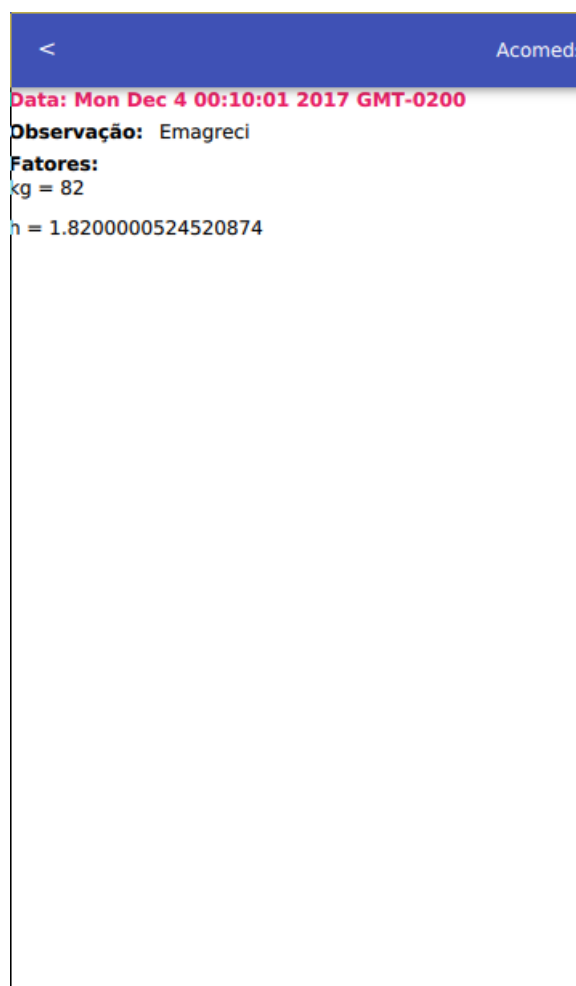 <
Acomeds
Data: Mon Dec 4 00:10:01 2017 GMT-0200
Observação: Emagreci
Fatores:
kg = 82
h = 1.8200000524520874